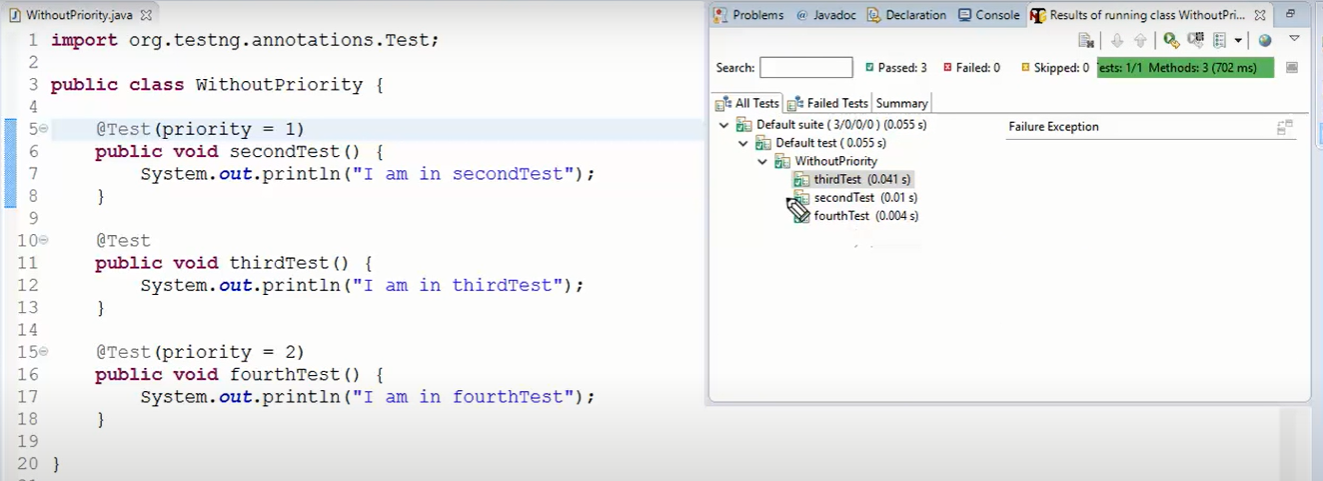 WithoutPriority.java
1 import org.testng.annotations.Test;
2
3 public class WithoutPriority {
4
5 @Test(priority = 1)
6 public void secondTest() {
7 System.out.println("I am in secondTest");
8 }
9
10 @Test
11 public void thirdTest() {
12 System.out.println("I am in thirdTest");
13 }
14
15 @Test(priority = 2)
16 public void fourthTest() {
17 System.out.println("I am in fourthTest");
18 }
19
20 }
Problems @ Javadoc Declaration Console Results of running class WithoutPri...
Search: Passed: 3 Failed: 0 Skipped: 0 ests: 1/1 Methods: 3 (702 ms)
All Tests Failed Tests Summary
Default suite ( 3/0/0/0 ) (0.055 s)
Default test ( 0.055 s)
WithoutPriority
thirdTest (0.041 s)
secondTest (0.01 s)
fourthTest (0.004 s)
Failure Exception